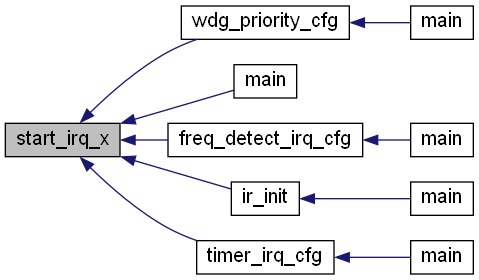 wdg_priority_cfg
main
main
start_irq_x
freq_detect_irq_cfg
main
ir_init
main
timer_irq_cfg
main